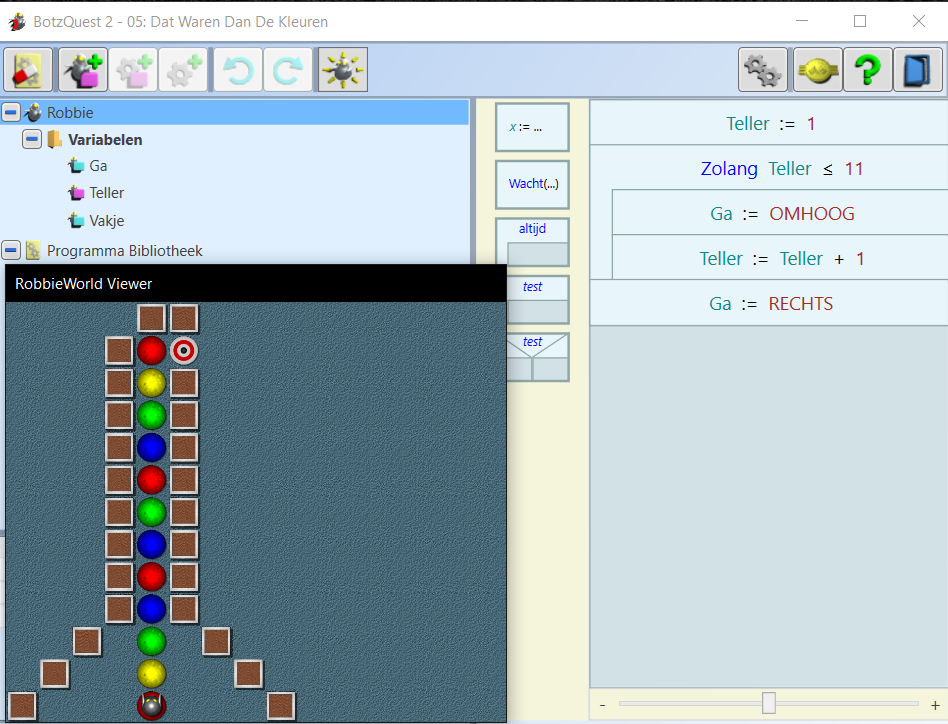 BotzQuest 2 - 05: Dat Waren Dan De Kleuren
Robbie
Variabelen
Ga
Teller
Vakje
Programma Bibliotheek
RobbieWorld Viewer
x := ...
Wacht(...)
altijd
test
test
Teller := 1
Zolang Teller ≤ 11
Ga := OMHOOG
Teller := Teller + 1
Ga := RECHTS
- +